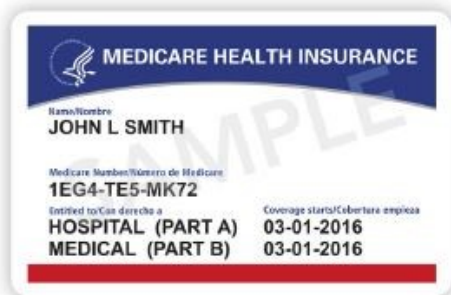 MEDICARE HEALTH INSURANCE
Name/Nombre
JOHN L SMITH
SAMPLE
Medicare Number/Número de Medicare
1EG4-TE5-MK72
Entitled to/Con derecho a Coverage starts/Cobertura empieza
HOSPITAL (PART A) 03-01-2016
MEDICAL (PART B) 03-01-2016